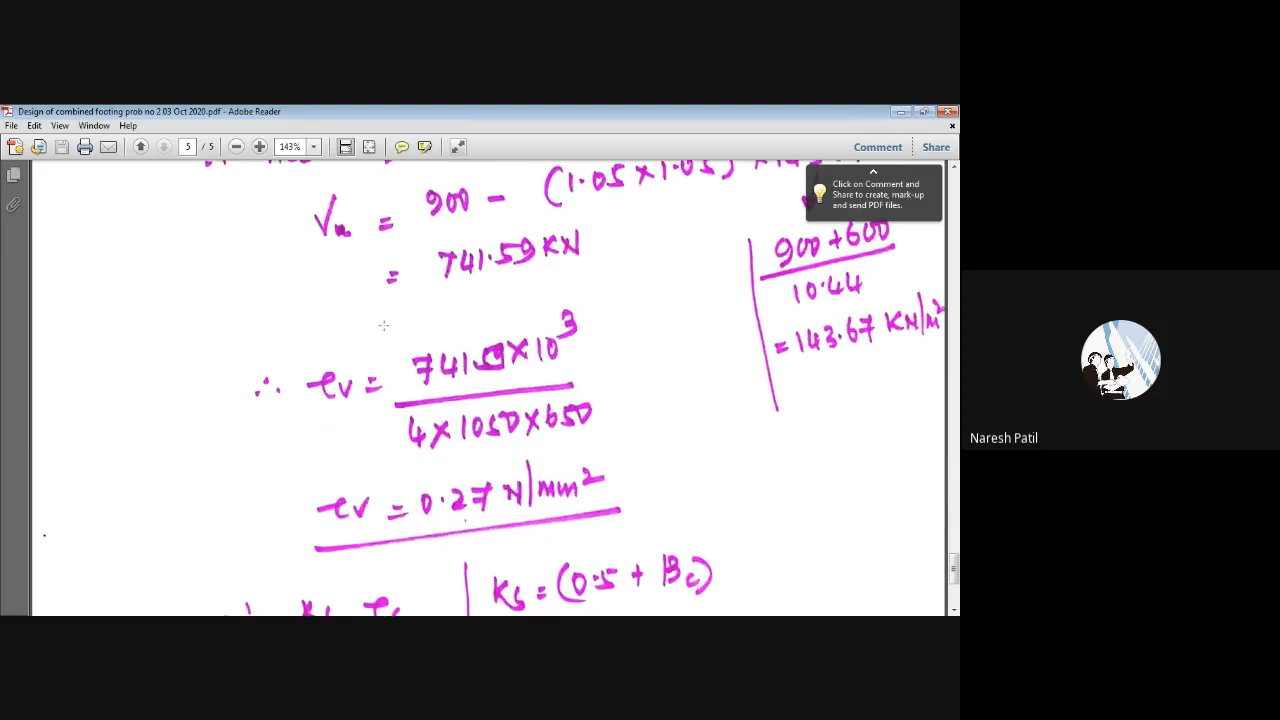 Design of combined footing prob no 2 03 Oct 2020.pdf - Adobe Reader
File Edit View Window Help
5 / 5 143% Comment Share
Click on Comment and
Share to create, mark-up
and send PDF files.
Vu = 900 - (1.05 × 1.05) ×
= 741.59 KN
900 + 600
10.44
= 143.67 KN/m²
∴ τv = 741.59 × 10³
4 × 1050 × 650
τv = 0.27 N/mm²
Ks = (0.5 + Bc)
Naresh Patil